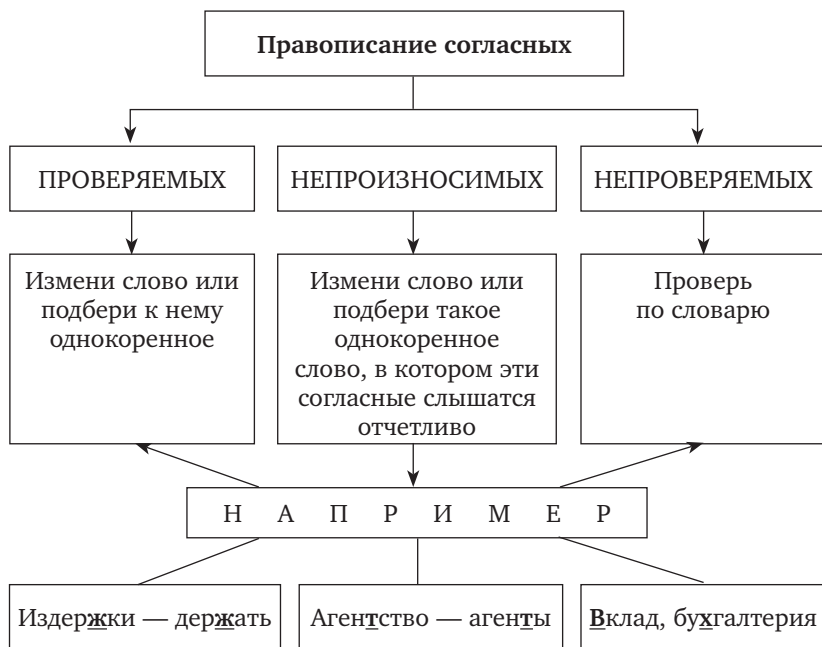 Правописание согласных
ПРОВЕРЯЕМЫХ
НЕПРОИЗНОСИМЫХ
НЕПРОВЕРЯЕМЫХ
Измени слово или
подбери к нему
однокоренное
Измени слово или
подбери такое
однокоренное
слово, в котором эти
согласные слышатся
отчетливо
Проверь
по словарю
Н А П Р И М Е Р
Издержки — держать
Агентство — агенты
Вклад, бухгалтерия